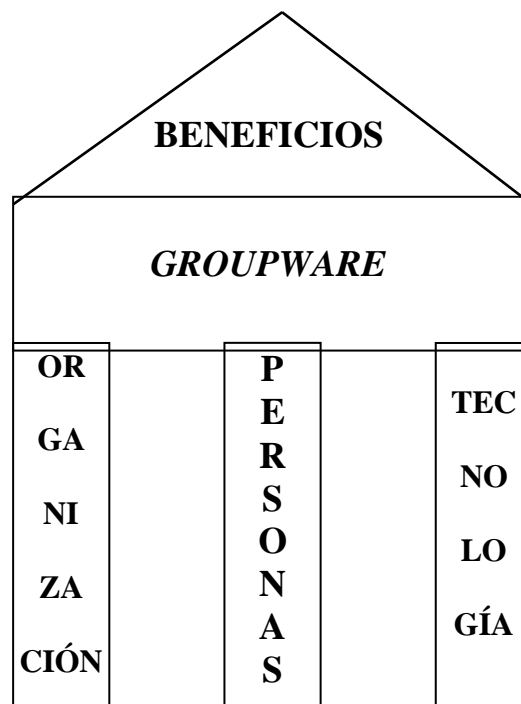 BENEFICIOS
GROUPWARE
OR
GA
NI
ZA
CIÓN
P
E
R
S
O
N
A
S
TEC
NO
LO
GÍA